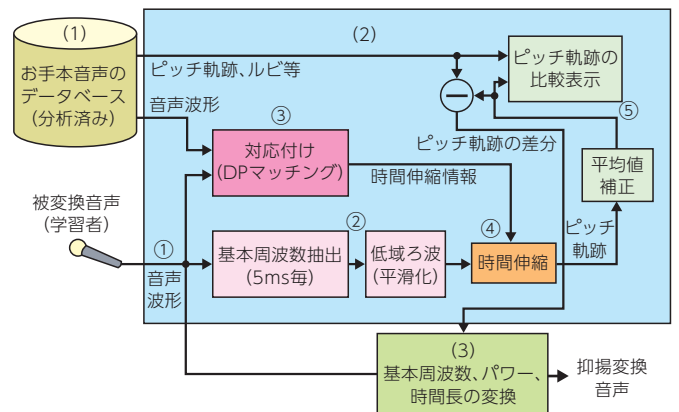 (1)
お手本音声の
データベース
(分析済み)
(2)
ピッチ軌跡、ルビ等
音声波形
ピッチ軌跡の
比較表示
⑤
ピッチ軌跡の差分
③
対応付け
(DPマッチング)
時間伸縮情報
平均値
補正
被変換音声
(学習者)
①
音声
波形
基本周波数抽出
(5ms毎)
②
低域ろ波
(平滑化)
④
時間伸縮
ピッチ
軌跡
(3)
基本周波数、パワー、
時間長の変換
抑揚変換
音声